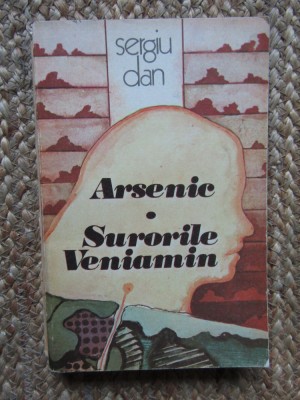 sergiu
dan
Arsenic
•
Surorile
Veniamin